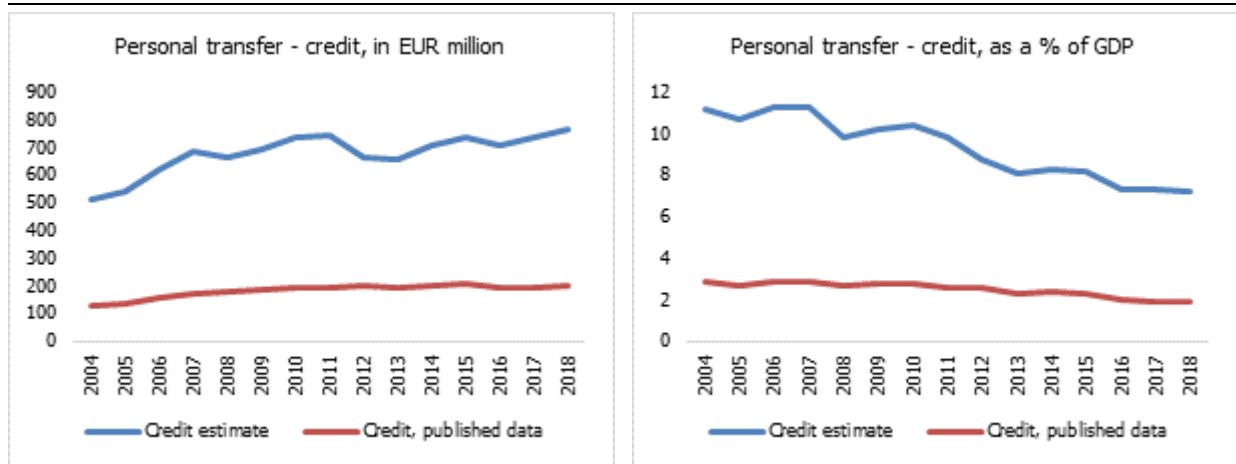 Personal transfer - credit, in EUR million
900
800
700
600
500
400
300
200
100
0
2004 2005 2006 2007 2008 2009 2010 2011 2012 2013 2014 2015 2016 2017 2018
Credit estimate Credit, published data
Personal transfer - credit, as a % of GDP
12
10
8
6
4
2
0
2004 2005 2006 2007 2008 2009 2010 2011 2012 2013 2014 2015 2016 2017 2018
Credit estimate Credit, published data